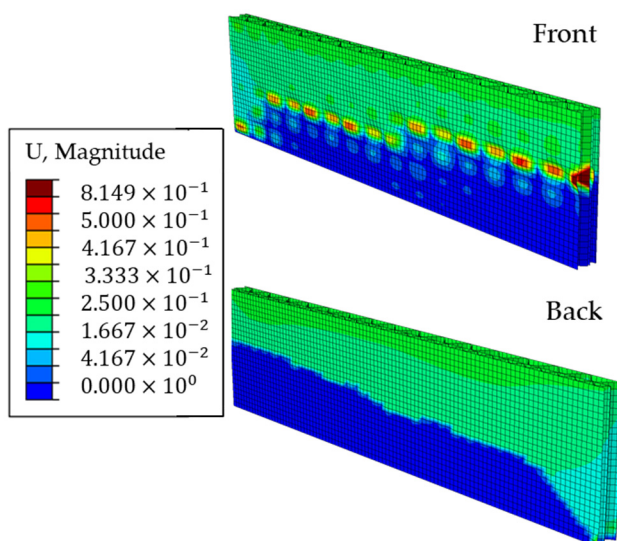 Front
U, Magnitude
8.149 × 10⁻¹
5.000 × 10⁻¹
4.167 × 10⁻¹
3.333 × 10⁻¹
2.500 × 10⁻¹
1.667 × 10⁻²
4.167 × 10⁻²
0.000 × 10⁰
Back